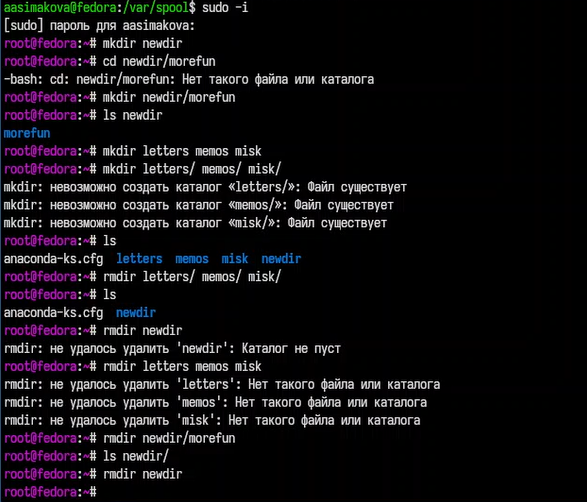 aasimakova@fedora:/var/spool$ sudo -i
[sudo] пароль для aasimakova:
root@fedora:~# mkdir newdir
root@fedora:~# cd newdir/morefun
-bash: cd: newdir/morefun: Нет такого файла или каталога
root@fedora:~# mkdir newdir/morefun
root@fedora:~# ls newdir
morefun
root@fedora:~# mkdir letters memos misk
root@fedora:~# mkdir letters/ memos/ misk/
mkdir: невозможно создать каталог «letters/»: Файл существует
mkdir: невозможно создать каталог «memos/»: Файл существует
mkdir: невозможно создать каталог «misk/»: Файл существует
root@fedora:~# ls
anaconda-ks.cfg  letters  memos  misk  newdir
root@fedora:~# rmdir letters/ memos/ misk/
root@fedora:~# ls
anaconda-ks.cfg  newdir
root@fedora:~# rmdir newdir
rmdir: не удалось удалить 'newdir': Каталог не пуст
root@fedora:~# rmdir letters memos misk
rmdir: не удалось удалить 'letters': Нет такого файла или каталога
rmdir: не удалось удалить 'memos': Нет такого файла или каталога
rmdir: не удалось удалить 'misk': Нет такого файла или каталога
root@fedora:~# rmdir newdir/morefun
root@fedora:~# ls newdir/
root@fedora:~# rmdir newdir
root@fedora:~#